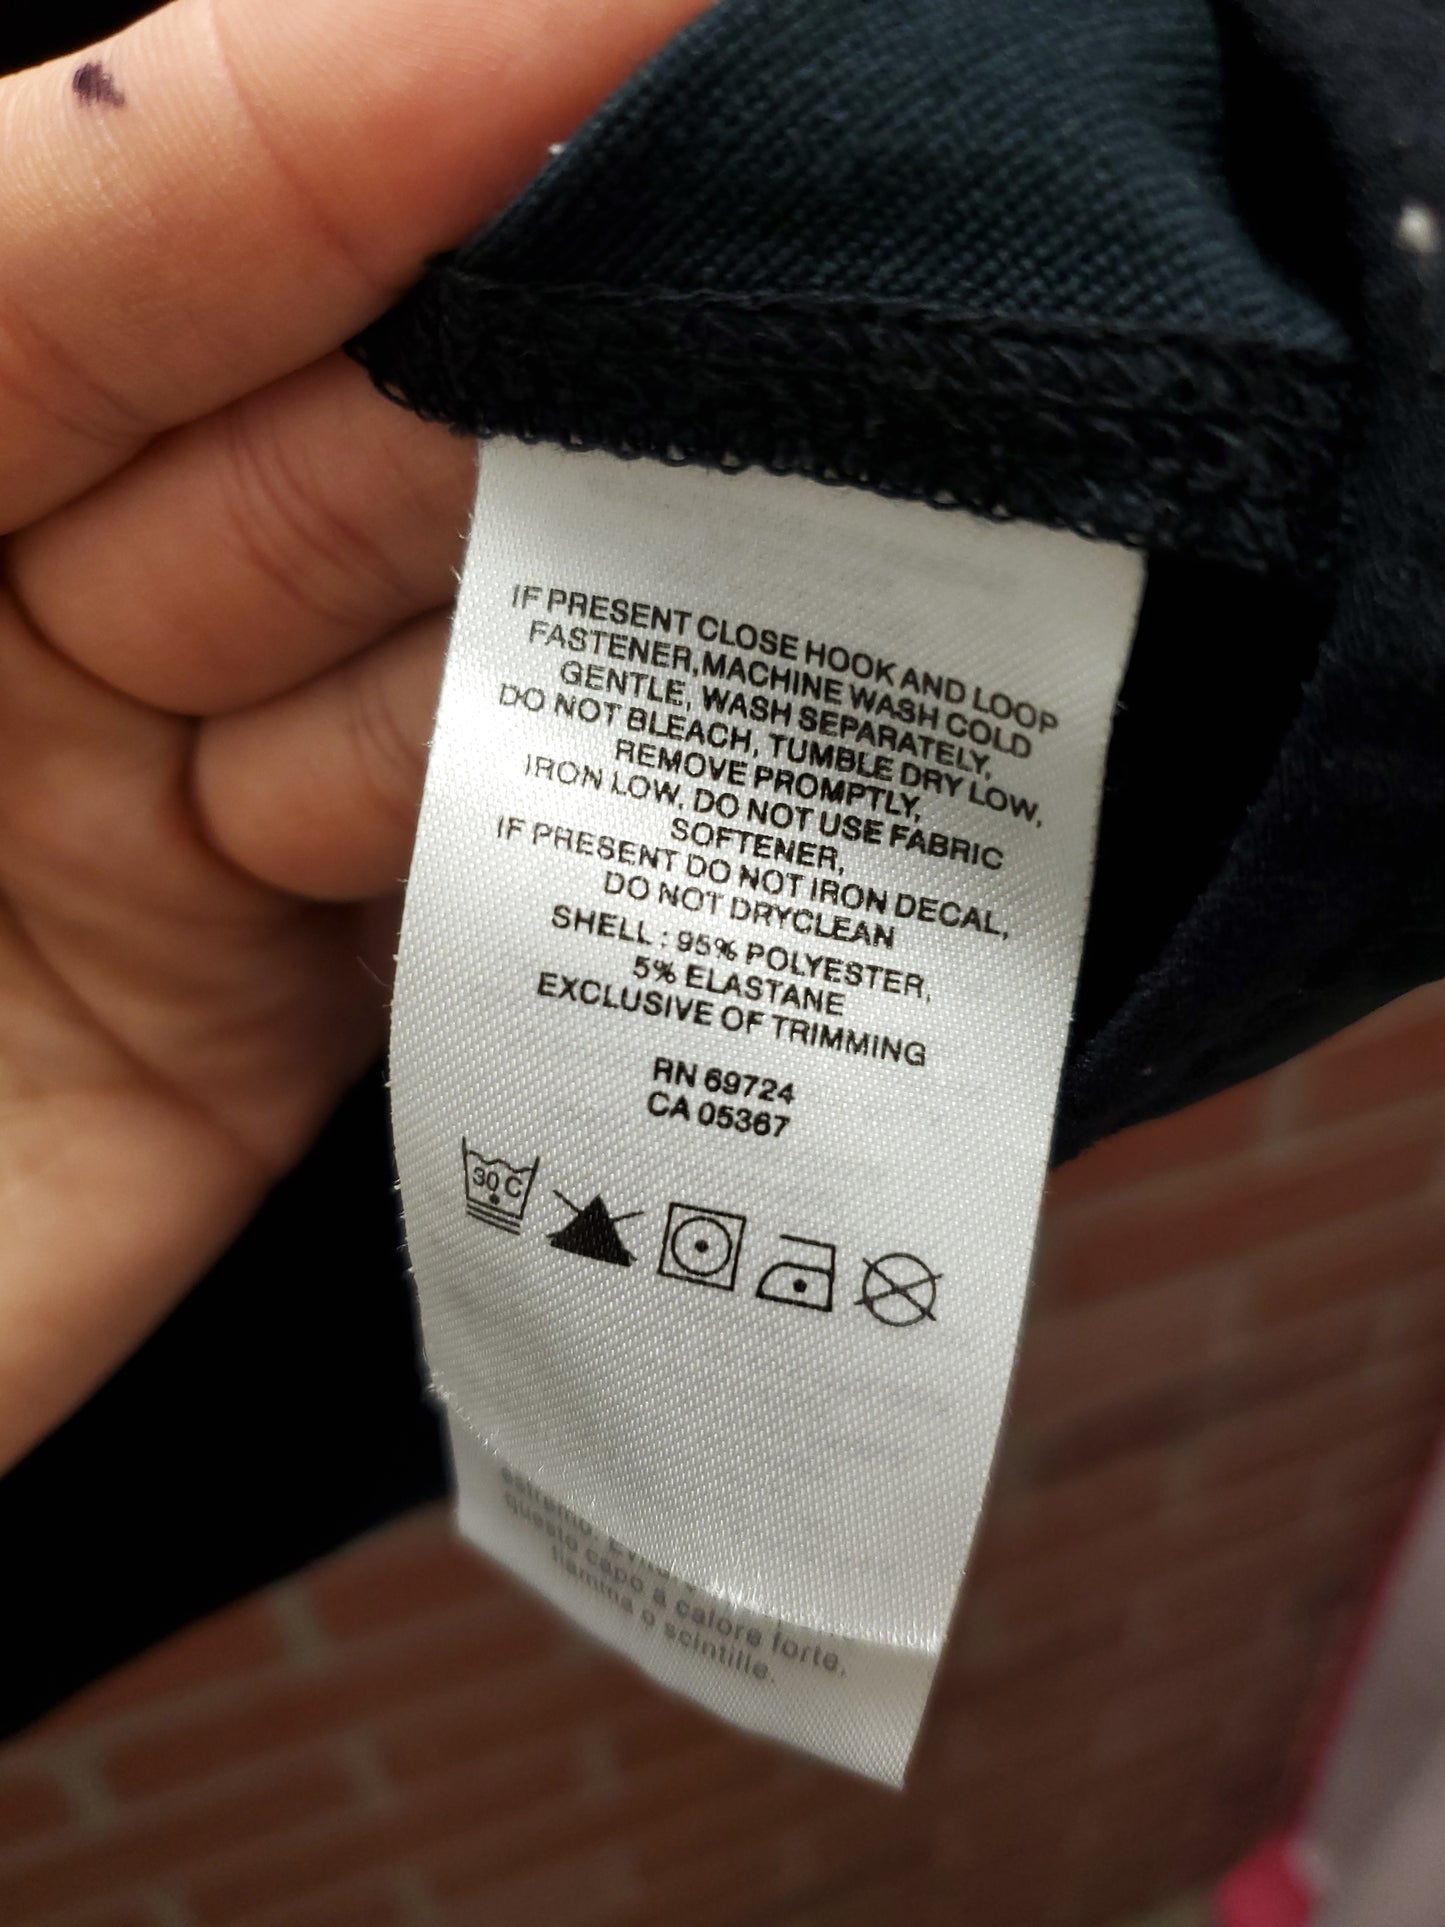 IF PRESENT CLOSE HOOK AND LOOP
FASTENER,MACHINE WASH COLD
GENTLE, WASH SEPARATELY,
DO NOT BLEACH, TUMBLE DRY LOW,
REMOVE PROMPTLY,
IRON LOW, DO NOT USE FABRIC
SOFTENER,
IF PRESENT DO NOT IRON DECAL,
DO NOT DRYCLEAN
SHELL : 95% POLYESTER,
5% ELASTANE
EXCLUSIVE OF TRIMMING
RN 69724
CA 05367
30 C
estremo.
questo capo a calore forte,
fiamma o scintille.